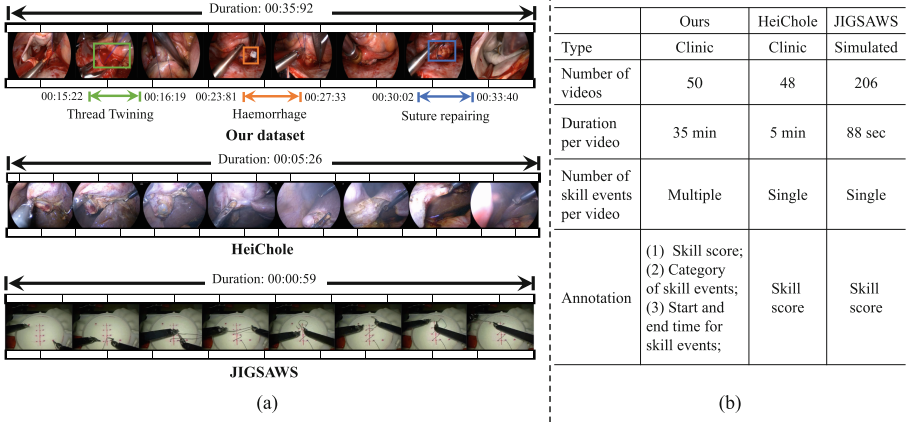 Duration: 00:35:92
00:15:22 00:16:19 00:23:81 00:27:33 00:30:02 00:33:40
Thread Twining Haemorrhage Suture repairing
Our dataset
Duration: 00:05:26
HeiChole
Duration: 00:00:59
JIGSAWS
(a)
Ours HeiChole JIGSAWS
Type Clinic Clinic Simulated
Number of
videos
50 48 206
Duration
per video
35 min 5 min 88 sec
Number of
skill events
per video
Multiple Single Single
Annotation
(1) Skill score;
(2) Category
of skill events;
(3) Start and
end time for
skill events;
Skill
score
Skill
score
(b)